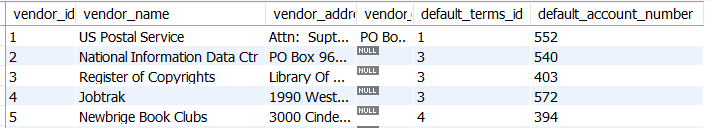 vendor_id vendor_name vendor_addre vendor_ default_terms_id default_account_number
1 US Postal Service Attn: Supt... PO Bo... 1 552
2 National Information Data Ctr PO Box 96... NULL 3 540
3 Register of Copyrights Library Of ... NULL 3 403
4 Jobtrak 1990 West... NULL 3 572
5 Newbrige Book Clubs 3000 Cinde... NULL 4 394